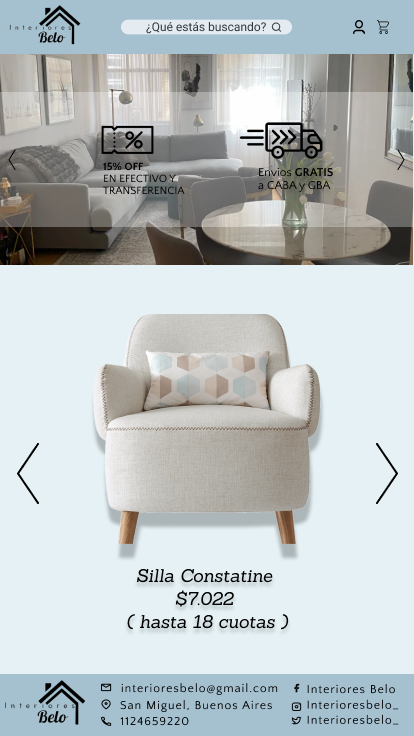 Interiores
Belo
¿Qué estás buscando?
15% OFF
EN EFECTIVO Y
TRANSFERENCIA
Envíos GRATIS
a CABA y GBA
Silla Constatine
$7.022
( hasta 18 cuotas )
Interiores
Belo
interioresbelo@gmail.com
San Miguel, Buenos Aires
1124659220
Interiores Belo
Interioresbelo_
Interioresbelo_